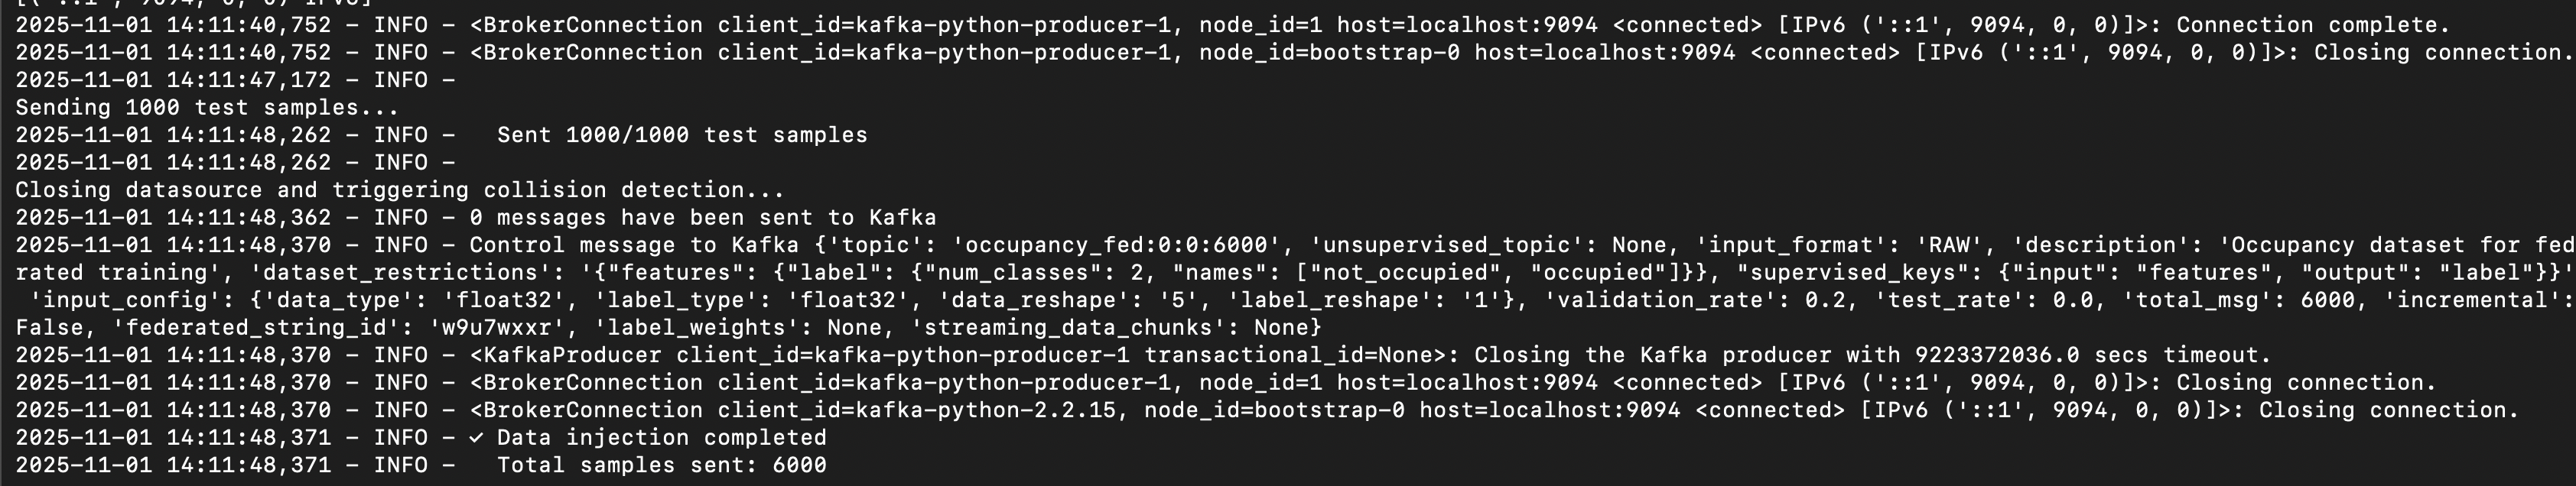 [('::1', 9094, 0, 0) IPv6]
2025-11-01 14:11:40,752 - INFO - <BrokerConnection client_id=kafka-python-producer-1, node_id=1 host=localhost:9094 <connected> [IPv6 ('::1', 9094, 0, 0)]>: Connection complete.
2025-11-01 14:11:40,752 - INFO - <BrokerConnection client_id=kafka-python-producer-1, node_id=bootstrap-0 host=localhost:9094 <connected> [IPv6 ('::1', 9094, 0, 0)]>: Closing connection.
2025-11-01 14:11:47,172 - INFO -
Sending 1000 test samples...
2025-11-01 14:11:48,262 - INFO -   Sent 1000/1000 test samples
2025-11-01 14:11:48,262 - INFO -
Closing datasource and triggering collision detection...
2025-11-01 14:11:48,362 - INFO - 0 messages have been sent to Kafka
2025-11-01 14:11:48,370 - INFO - Control message to Kafka {'topic': 'occupancy_fed:0:0:6000', 'unsupervised_topic': None, 'input_format': 'RAW', 'description': 'Occupancy dataset for fed
rated training', 'dataset_restrictions': '{"features": {"label": {"num_classes": 2, "names": ["not_occupied", "occupied"]}}, "supervised_keys": {"input": "features", "output": "label"}}'
 'input_config': {'data_type': 'float32', 'label_type': 'float32', 'data_reshape': '5', 'label_reshape': '1'}, 'validation_rate': 0.2, 'test_rate': 0.0, 'total_msg': 6000, 'incremental':
False, 'federated_string_id': 'w9u7wxxr', 'label_weights': None, 'streaming_data_chunks': None}
2025-11-01 14:11:48,370 - INFO - <KafkaProducer client_id=kafka-python-producer-1 transactional_id=None>: Closing the Kafka producer with 9223372036.0 secs timeout.
2025-11-01 14:11:48,370 - INFO - <BrokerConnection client_id=kafka-python-producer-1, node_id=1 host=localhost:9094 <connected> [IPv6 ('::1', 9094, 0, 0)]>: Closing connection.
2025-11-01 14:11:48,370 - INFO - <BrokerConnection client_id=kafka-python-2.2.15, node_id=bootstrap-0 host=localhost:9094 <connected> [IPv6 ('::1', 9094, 0, 0)]>: Closing connection.
2025-11-01 14:11:48,371 - INFO - ✓ Data injection completed
2025-11-01 14:11:48,371 - INFO -   Total samples sent: 6000